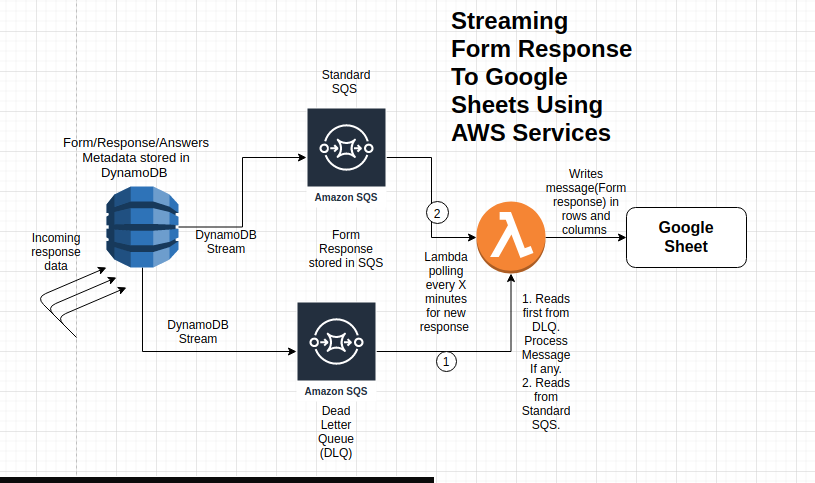 Streaming
Form Response
To Google
Sheets Using
AWS Services
Standard
SQS
Form/Response/Answers
Metadata stored in
DynamoDB
Amazon SQS
Writes
message(Form
response) in
rows and
columns
2
Google
Sheet
Incoming
response
data
DynamoDB
Stream
Form
Response
stored in SQS
Lambda
polling
every X
minutes
for new
response
DynamoDB
Stream
1
1. Reads
first from
DLQ.
Process
Message
If any.
2. Reads
from
Standard
SQS.
Amazon SQS
Dead
Letter
Queue
(DLQ)